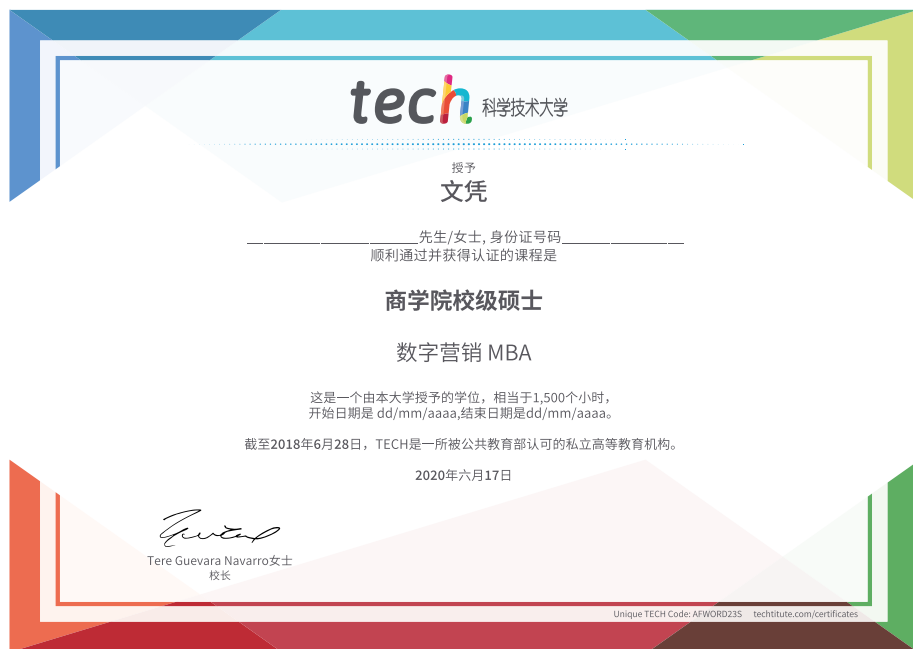 tech 科学技术大学
授予
文凭
先生/女士, 身份证号码
顺利通过并获得认证的课程是
商学院校级硕士
数字营销 MBA
这是一个由本大学授予的学位，相当于1,500个小时，
开始日期是 dd/mm/aaaa,结束日期是dd/mm/aaaa。
截至2018年6月28日，TECH是一所被公共教育部认可的私立高等教育机构。
2020年六月17日
Tere Guevara Navarro女士
校长
Unique TECH Code: AFWORD23S techtitute.com/certificates